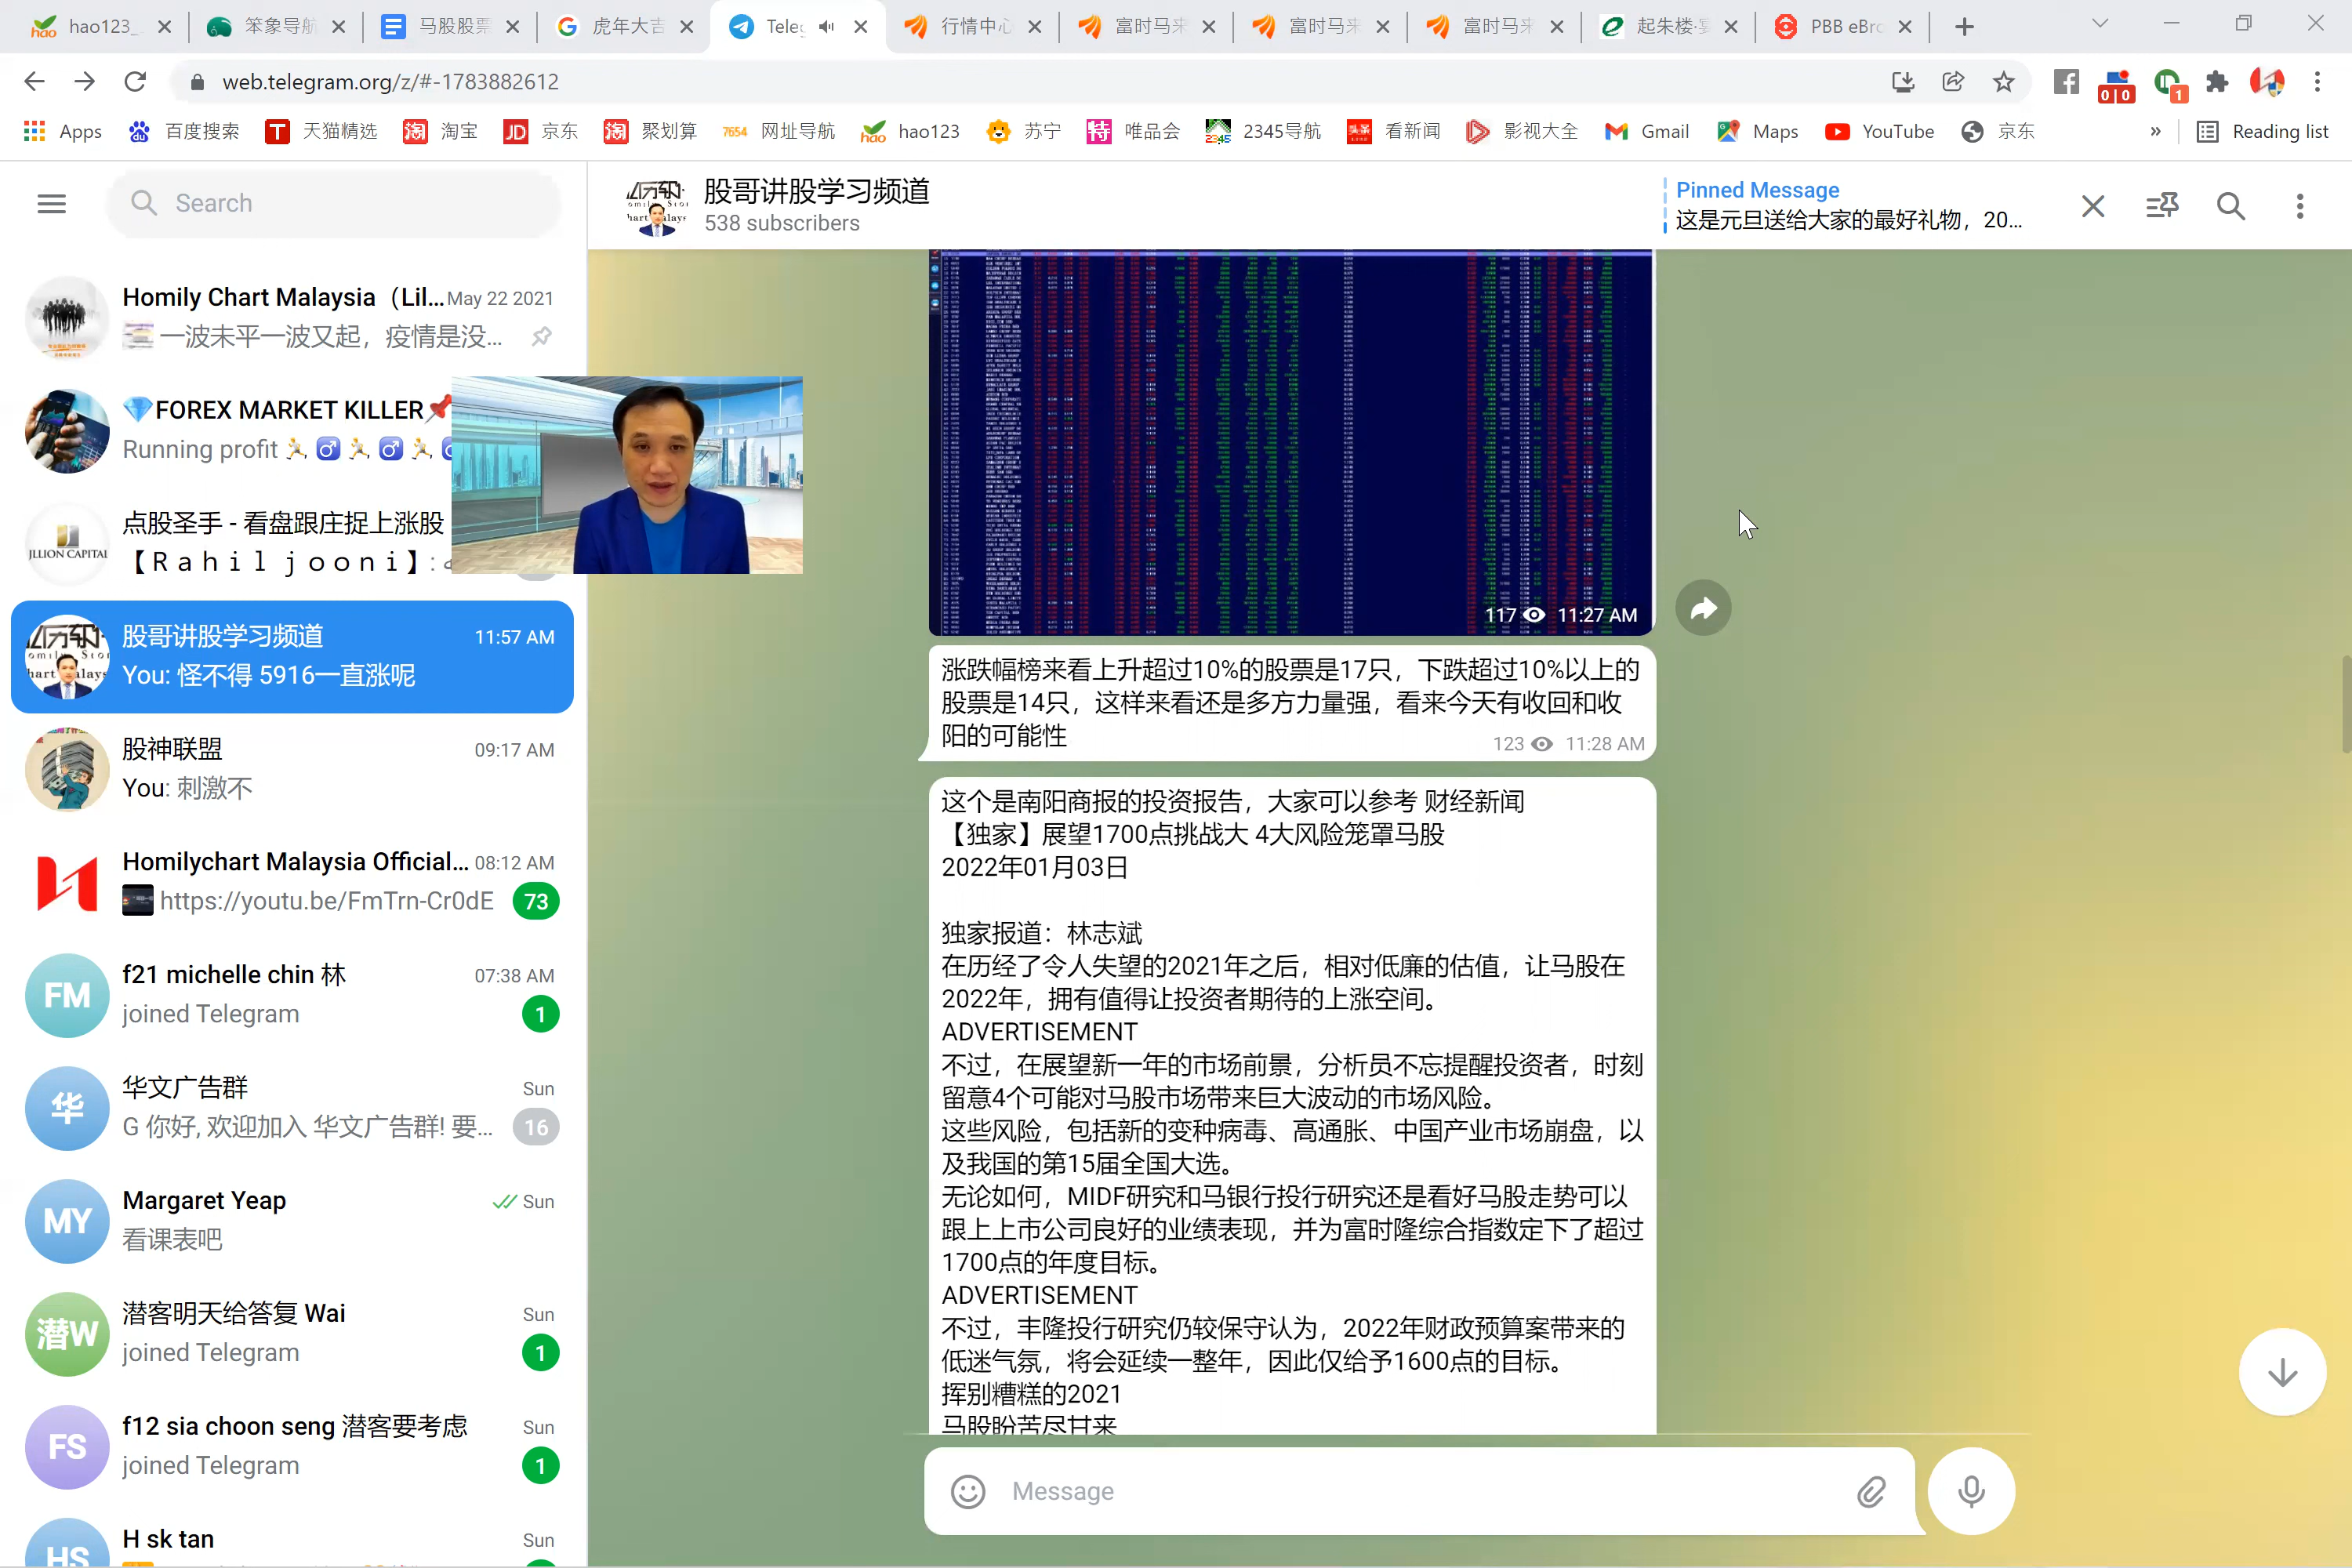 hao123_
笨象导航
马股股票
虎年大吉
Tele
行情中心
富时马来
富时马来
富时马来
起朱楼·宴
PBB eBro
web.telegram.org/z/#-1783882612
Apps
百度搜索
天猫精选
淘宝
京东
聚划算
网址导航
hao123
苏宁
唯品会
2345导航
看新闻
影视大全
Gmail
Maps
YouTube
京东
»
Reading list
Search
股哥讲股学习频道
538 subscribers
Pinned Message
这是元旦送给大家的最好礼物，20...
Homily Chart Malaysia（Lil... May 22 2021
一波未平一波又起，疫情是没...
💎FOREX MARKET KILLER📌
Running profit
点股圣手 - 看盘跟庄捉上涨股
【Rahil jooni】:
JLLION CAPITAL
股哥讲股学习频道 11:57 AM
You: 怪不得 5916一直涨呢
股神联盟 09:17 AM
You: 刺激不
Homilychart Malaysia Official... 08:12 AM
https://youtu.be/FmTrn-Cr0dE 73
FM
f21 michelle chin 林 07:38 AM
joined Telegram 1
华
华文广告群 Sun
G 你好, 欢迎加入 华文广告群! 要... 16
MY
Margaret Yeap Sun
看课表吧
潜W
潜客明天给答复 Wai Sun
joined Telegram 1
FS
f12 sia choon seng 潜客要考虑 Sun
joined Telegram 1
HS
H sk tan Sun
117 11:27 AM
涨跌幅榜来看上升超过10%的股票是17只，下跌超过10%以上的
股票是14只，这样来看还是多方力量强，看来今天有收回和收
阳的可能性
123 11:28 AM
这个是南阳商报的投资报告，大家可以参考 财经新闻
【独家】展望1700点挑战大 4大风险笼罩马股
2022年01月03日
独家报道：林志斌
在历经了令人失望的2021年之后，相对低廉的估值，让马股在
2022年，拥有值得让投资者期待的上涨空间。
ADVERTISEMENT
不过，在展望新一年的市场前景，分析员不忘提醒投资者，时刻
留意4个可能对马股市场带来巨大波动的市场风险。
这些风险，包括新的变种病毒、高通胀、中国产业市场崩盘，以
及我国的第15届全国大选。
无论如何，MIDF研究和马银行投行研究还是看好马股走势可以
跟上上市公司良好的业绩表现，并为富时隆综合指数定下了超过
1700点的年度目标。
ADVERTISEMENT
不过，丰隆投行研究仍较保守认为，2022年财政预算案带来的
低迷气氛，将会延续一整年，因此仅给予1600点的目标。
挥别糟糕的2021
马股盼苦尽甘来
Message